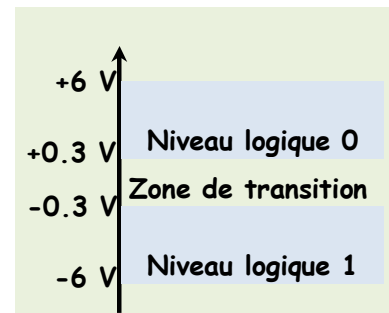 +6 V
+0.3 V
Niveau logique 0
Zone de transition
-0.3 V
Niveau logique 1
-6 V